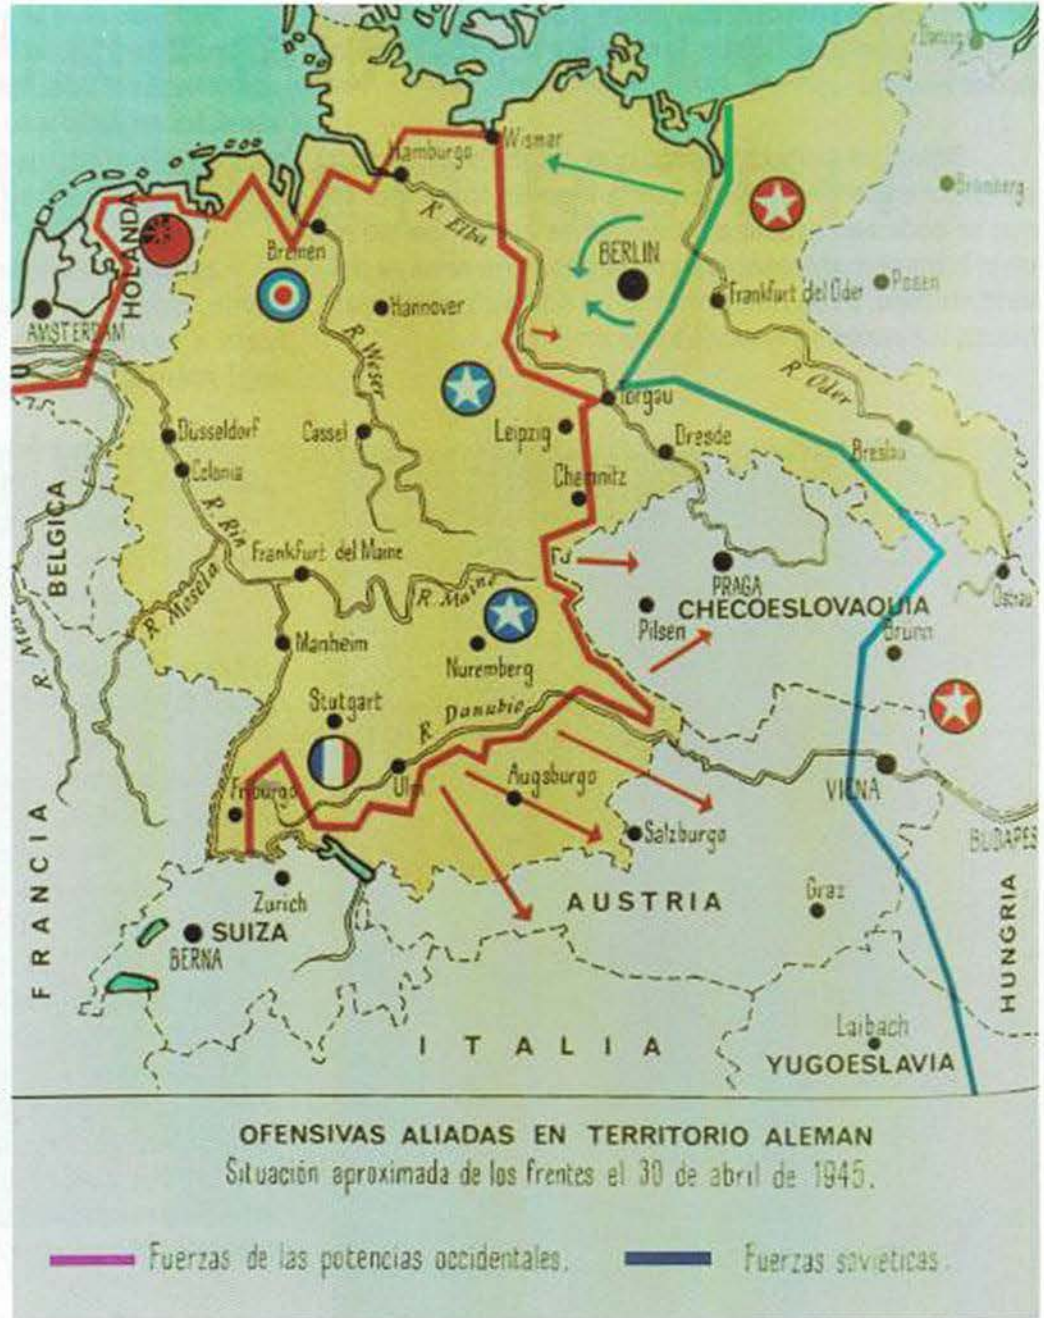 Danzig
Wismar
Hamburgo
R. Elba
Bromberg
HOLANDA
Bremen
BERLIN
Hannover
Frankfurt del Oder
Posen
AMSTERDAM
R. Weser
R. Oder
Torgau
Düsseldorf
Cassel
Leipzig
Dresde
Breslau
Colonia
Chemnitz
BELGICA
R. Rin
Frankfurt del Maine
R. Mosela
R. Maine
PRAGA
CHECOESLOVAQUIA
Pilsen
Brunn
R.
Manheim
Nuremberg
Stutgart
R. Danubio
Friburgo
Ulm
Augsburgo
VIENA
Salzburgo
BUDAPES
FRANCIA
Zurich
AUSTRIA
Graz
SUIZA
BERNA
HUNGRIA
Laibach
ITALIA
YUGOESLAVIA
OFENSIVAS ALIADAS EN TERRITORIO ALEMAN
Situación aproximada de los frentes el 30 de abril de 1945.
Fuerzas de las potencias occidentales.
Fuerzas soviéticas.